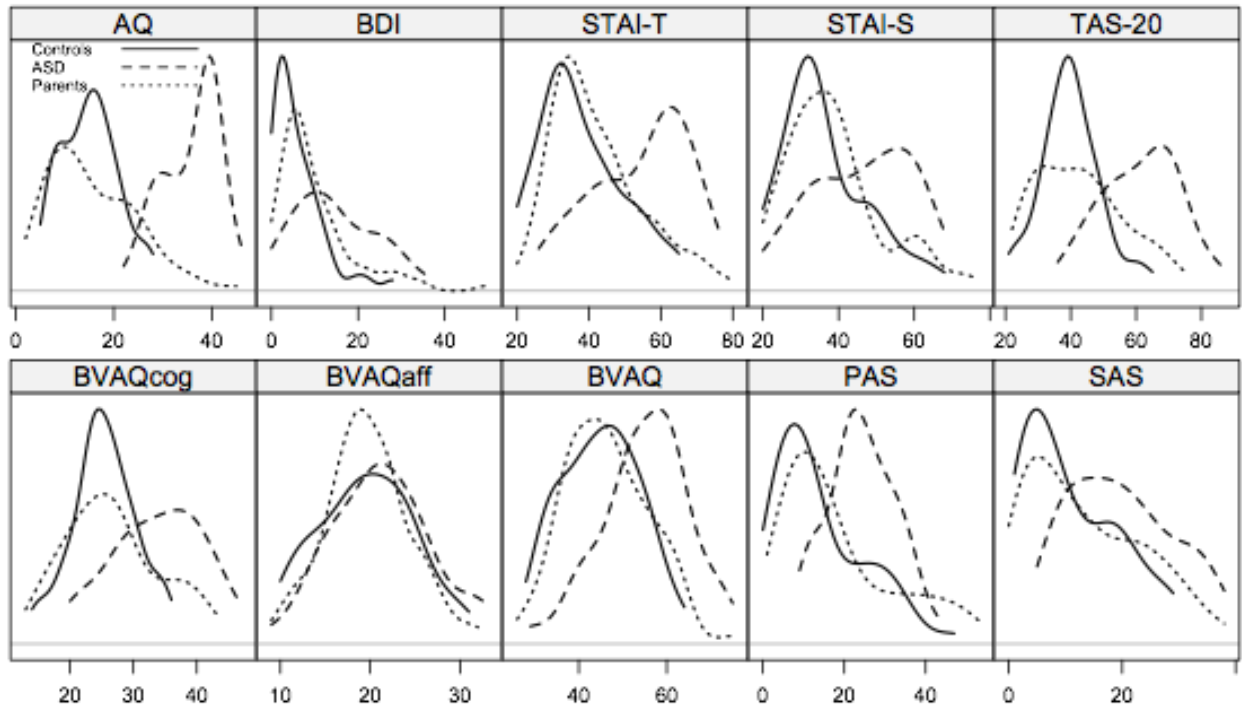 AQ BDI STAI-T STAI-S TAS-20
Controls
ASD
Parents
0 20 40 0 20 40 20 40 60 80 20 40 60 20 40 60 80
BVAQcog BVAQaff BVAQ PAS SAS
20 30 40 10 20 30 40 60 0 20 40 0 20